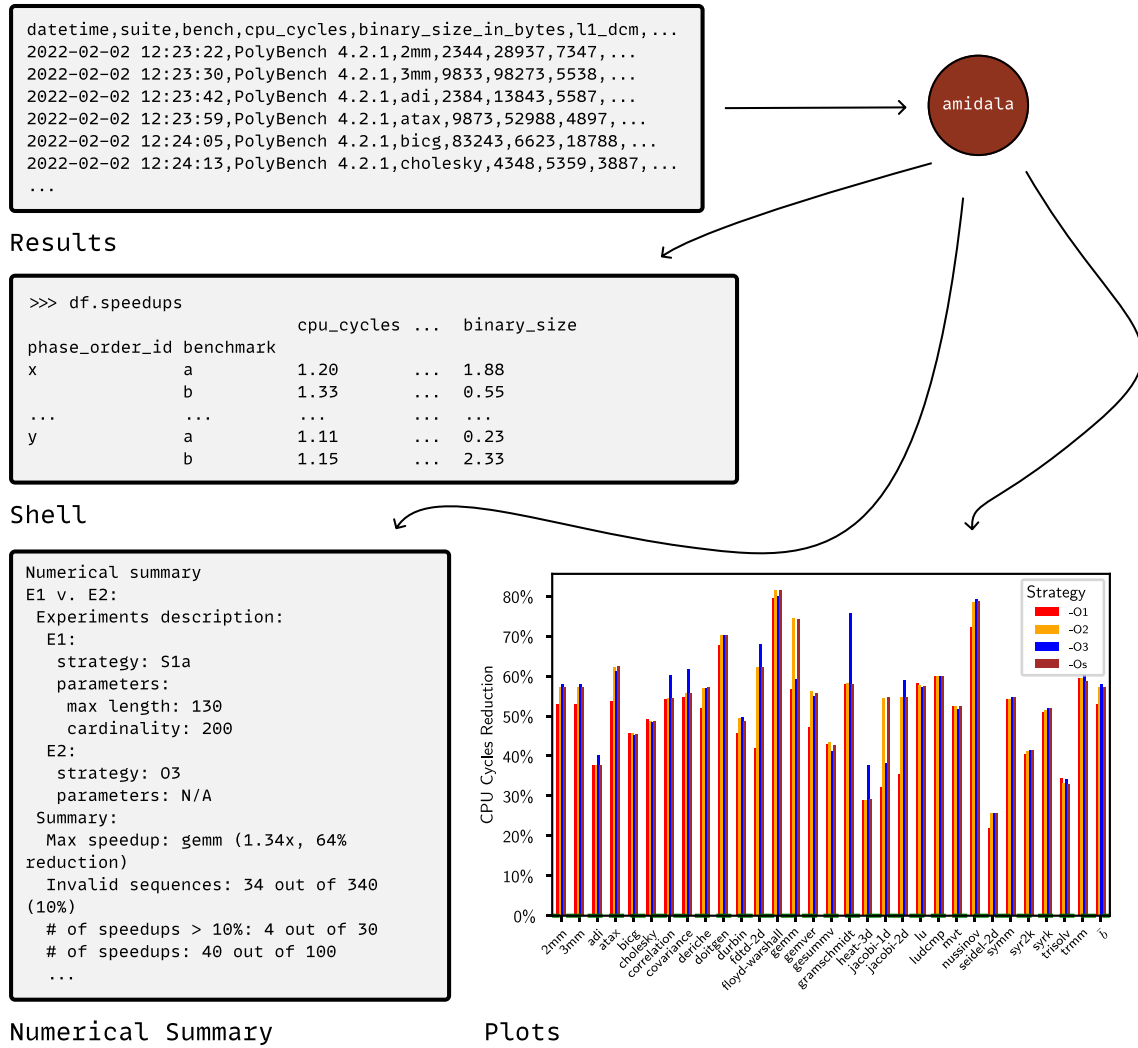 datetime,suite,bench,cpu_cycles,binary_size_in_bytes,l1_dcm,...
2022-02-02 12:23:22,PolyBench 4.2.1,2mm,2344,28937,7347,...
2022-02-02 12:23:30,PolyBench 4.2.1,3mm,9833,98273,5538,...
2022-02-02 12:23:42,PolyBench 4.2.1,adi,2384,13843,5587,...
2022-02-02 12:23:59,PolyBench 4.2.1,atax,9873,52988,4897,...
2022-02-02 12:24:05,PolyBench 4.2.1,bicg,83243,6623,18788,...
2022-02-02 12:24:13,PolyBench 4.2.1,cholesky,4348,5359,3887,...
...
amidala
Results
>>> df.speedups
cpu_cycles ... binary_size
phase_order_id benchmark
x a 1.20 ... 1.88
b 1.33 ... 0.55
... ... ... ... ...
y a 1.11 ... 0.23
b 1.15 ... 2.33
Shell
Numerical summary
E1 v. E2:
Experiments description:
E1:
strategy: S1a
parameters:
max length: 130
cardinality: 200
E2:
strategy: O3
parameters: N/A
Summary:
Max speedup: gemm (1.34x, 64%
reduction)
Invalid sequences: 34 out of 340
(10%)
# of speedups > 10%: 4 out of 30
# of speedups: 40 out of 100
...
Numerical Summary
CPU Cycles Reduction
80%
70%
60%
50%
40%
30%
20%
10%
0%
Strategy
-O1
-O2
-O3
-Os
2mm
3mm
adi
atax
bicg
cholesky
correlation
covariance
deriche
doitgen
durbin
fdtd-2d
floyd-warshall
gemm
gemver
gesummv
gramschmidt
heat-3d
jacobi-1d
jacobi-2d
lu
ludcmp
mvt
nussinov
seidel-2d
symm
syr2k
syrk
trisolv
trmm
δ̄
Plots